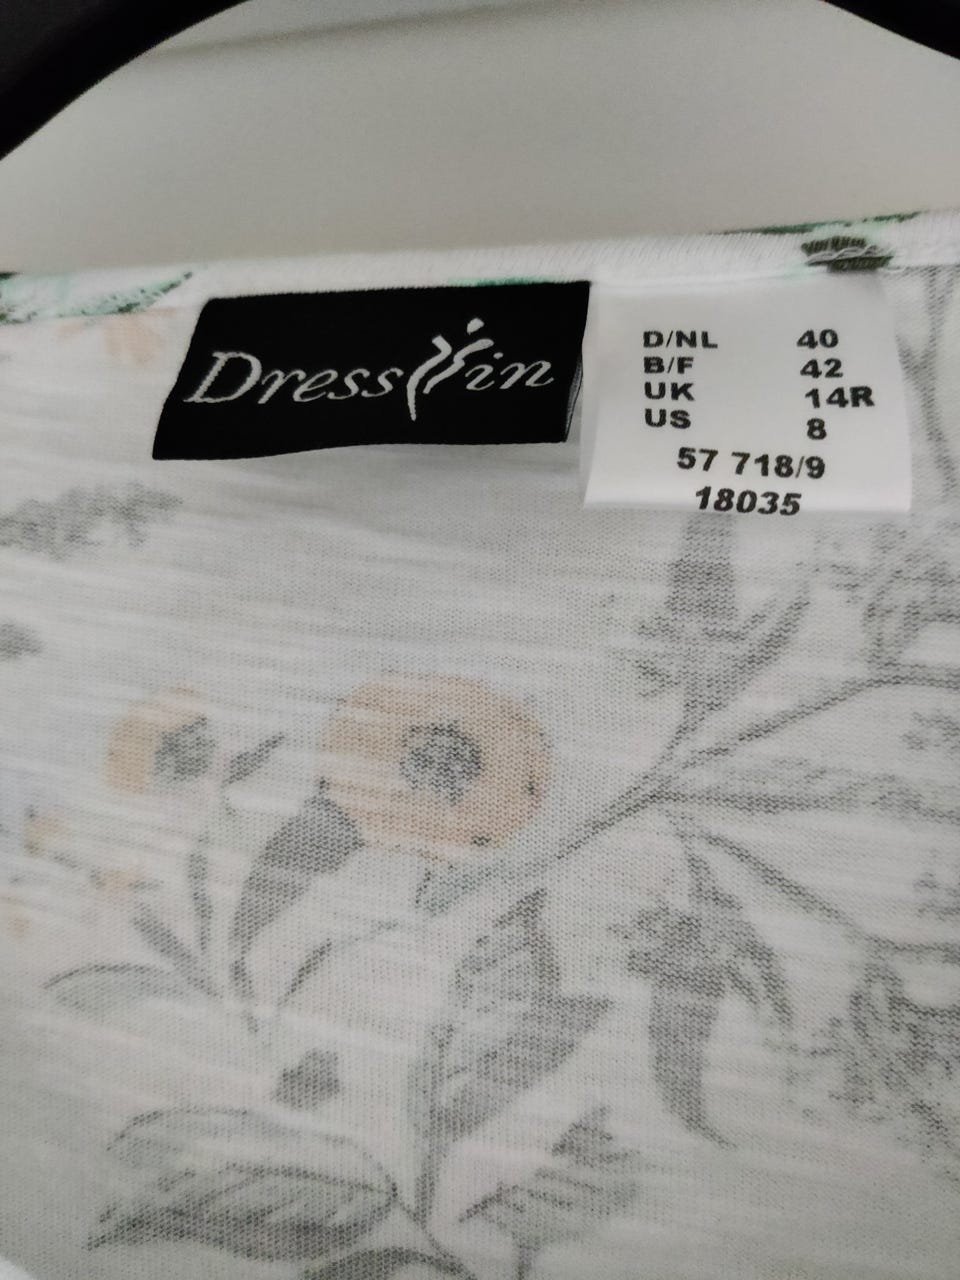 Dress in
D/NL 40
B/F 42
UK 14R
US 8
57 718/9
18035